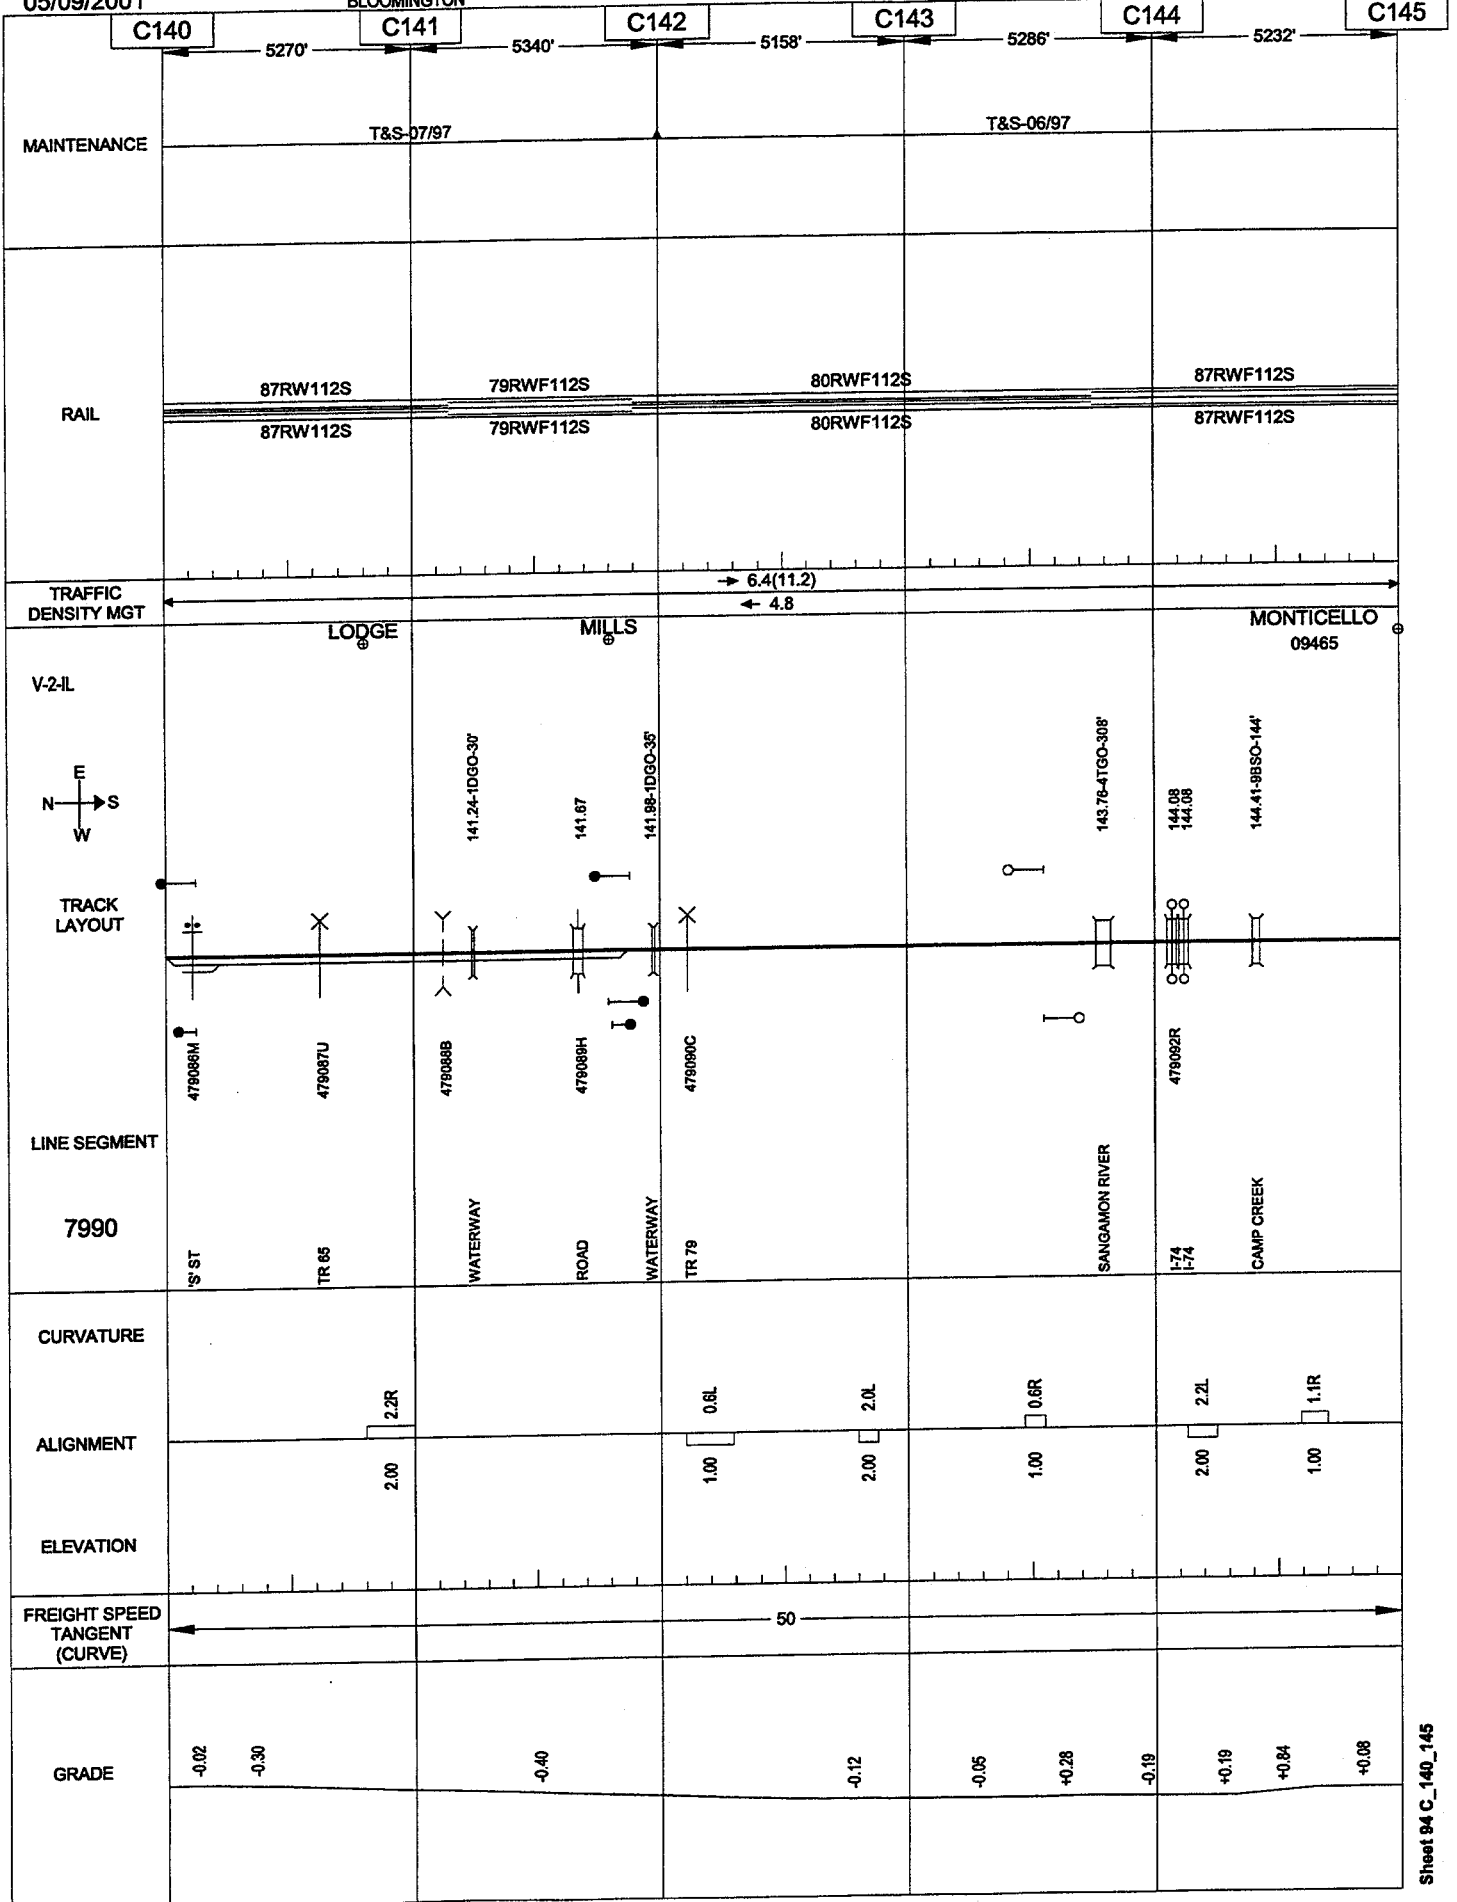 05/09/2001
BLOOMINGTON
C140
C141
C142
C143
C144
C145
5270'
5340'
5158'
5286'
5232'
MAINTENANCE
T&S-07/97
T&S-06/97
RAIL
87RW112S
79RWF112S
80RWF112S
87RWF112S
87RW112S
79RWF112S
80RWF112S
87RWF112S
TRAFFIC
DENSITY MGT
6.4(11.2)
4.8
LODGE
MILLS
MONTICELLO
09465
V-2-IL
E
N
S
W
141.24-1DGO-30'
141.67
141.98-1DGO-35'
143.76-4TGO-308'
144.08
144.08
144.41-9BSO-144'
TRACK
LAYOUT
479086M
479087U
479088B
479089H
479090C
479092R
LINE SEGMENT
7990
'S' ST
TR 65
WATERWAY
ROAD
WATERWAY
TR 79
SANGAMON RIVER
I-74
I-74
CAMP CREEK
CURVATURE
2.2R
0.6L
2.0L
0.6R
2.2L
1.1R
ALIGNMENT
2.00
1.00
2.00
1.00
2.00
1.00
ELEVATION
FREIGHT SPEED
TANGENT
(CURVE)
50
GRADE
-0.02
-0.30
-0.40
-0.12
-0.05
+0.28
-0.19
+0.19
+0.84
+0.08
Sheet 94 C_140_145